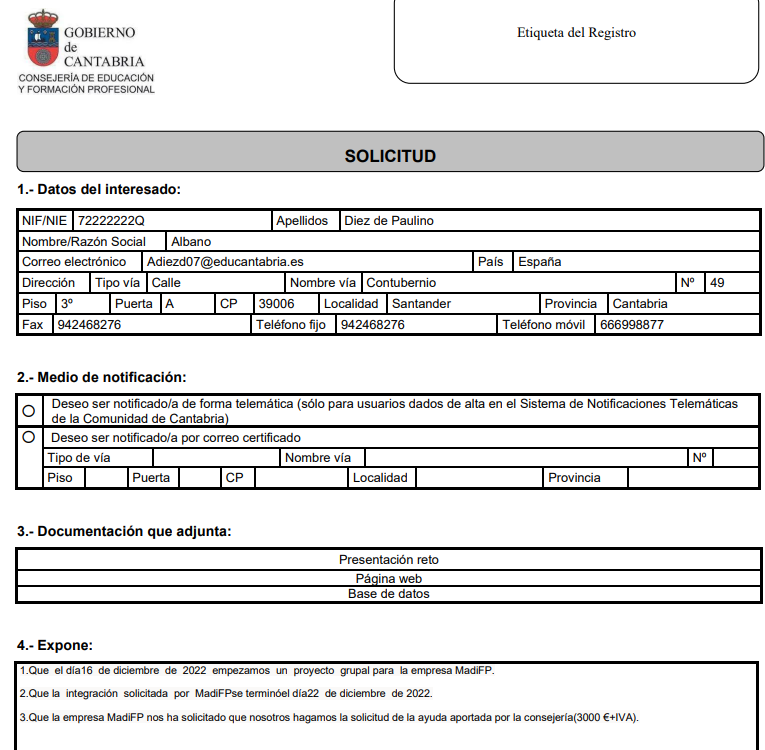 GOBIERNO
de
CANTABRIA
CONSEJERÍA DE EDUCACIÓN
Y FORMACIÓN PROFESIONAL
Etiqueta del Registro
SOLICITUD
1.- Datos del interesado:
NIF/NIE 72222222Q Apellidos Diez de Paulino
Nombre/Razón Social Albano
Correo electrónico Adiezd07@educantabria.es País España
Dirección Tipo vía Calle Nombre vía Contubernio Nº 49
Piso 3º Puerta A CP 39006 Localidad Santander Provincia Cantabria
Fax 942468276 Teléfono fijo 942468276 Teléfono móvil 666998877
2.- Medio de notificación:
Deseo ser notificado/a de forma telemática (sólo para usuarios dados de alta en el Sistema de Notificaciones Telemáticas
de la Comunidad de Cantabria)
Deseo ser notificado/a por correo certificado
Tipo de vía Nombre vía Nº
Piso Puerta CP Localidad Provincia
3.- Documentación que adjunta:
Presentación reto
Página web
Base de datos
4.- Expone:
1.Que el día16 de diciembre de 2022 empezamos un proyecto grupal para la empresa MadiFP.
2.Que la integración solicitada por MadiFPse terminóel día22 de diciembre de 2022.
3.Que la empresa MadiFP nos ha solicitado que nosotros hagamos la solicitud de la ayuda aportada por la consejería(3000 €+IVA).